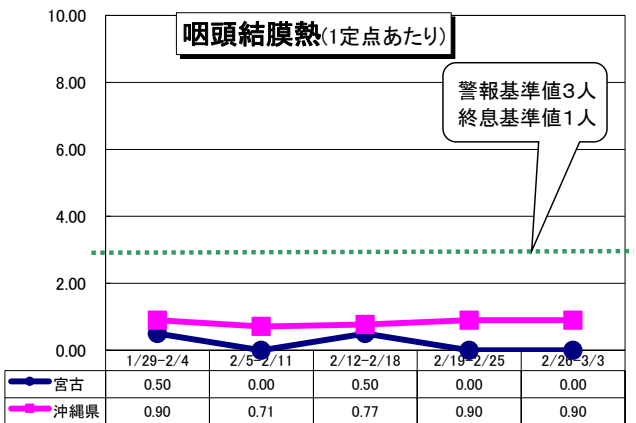 咽頭結膜熱(1定点あたり)
警報基準値3人
終息基準値1人
10.00
8.00
6.00
4.00
2.00
0.00
1/29-2/4 2/5-2/11 2/12-2/18 2/19-2/25 2/26-3/3
宮古 0.50 0.00 0.50 0.00 0.00
沖縄県 0.90 0.71 0.77 0.90 0.90